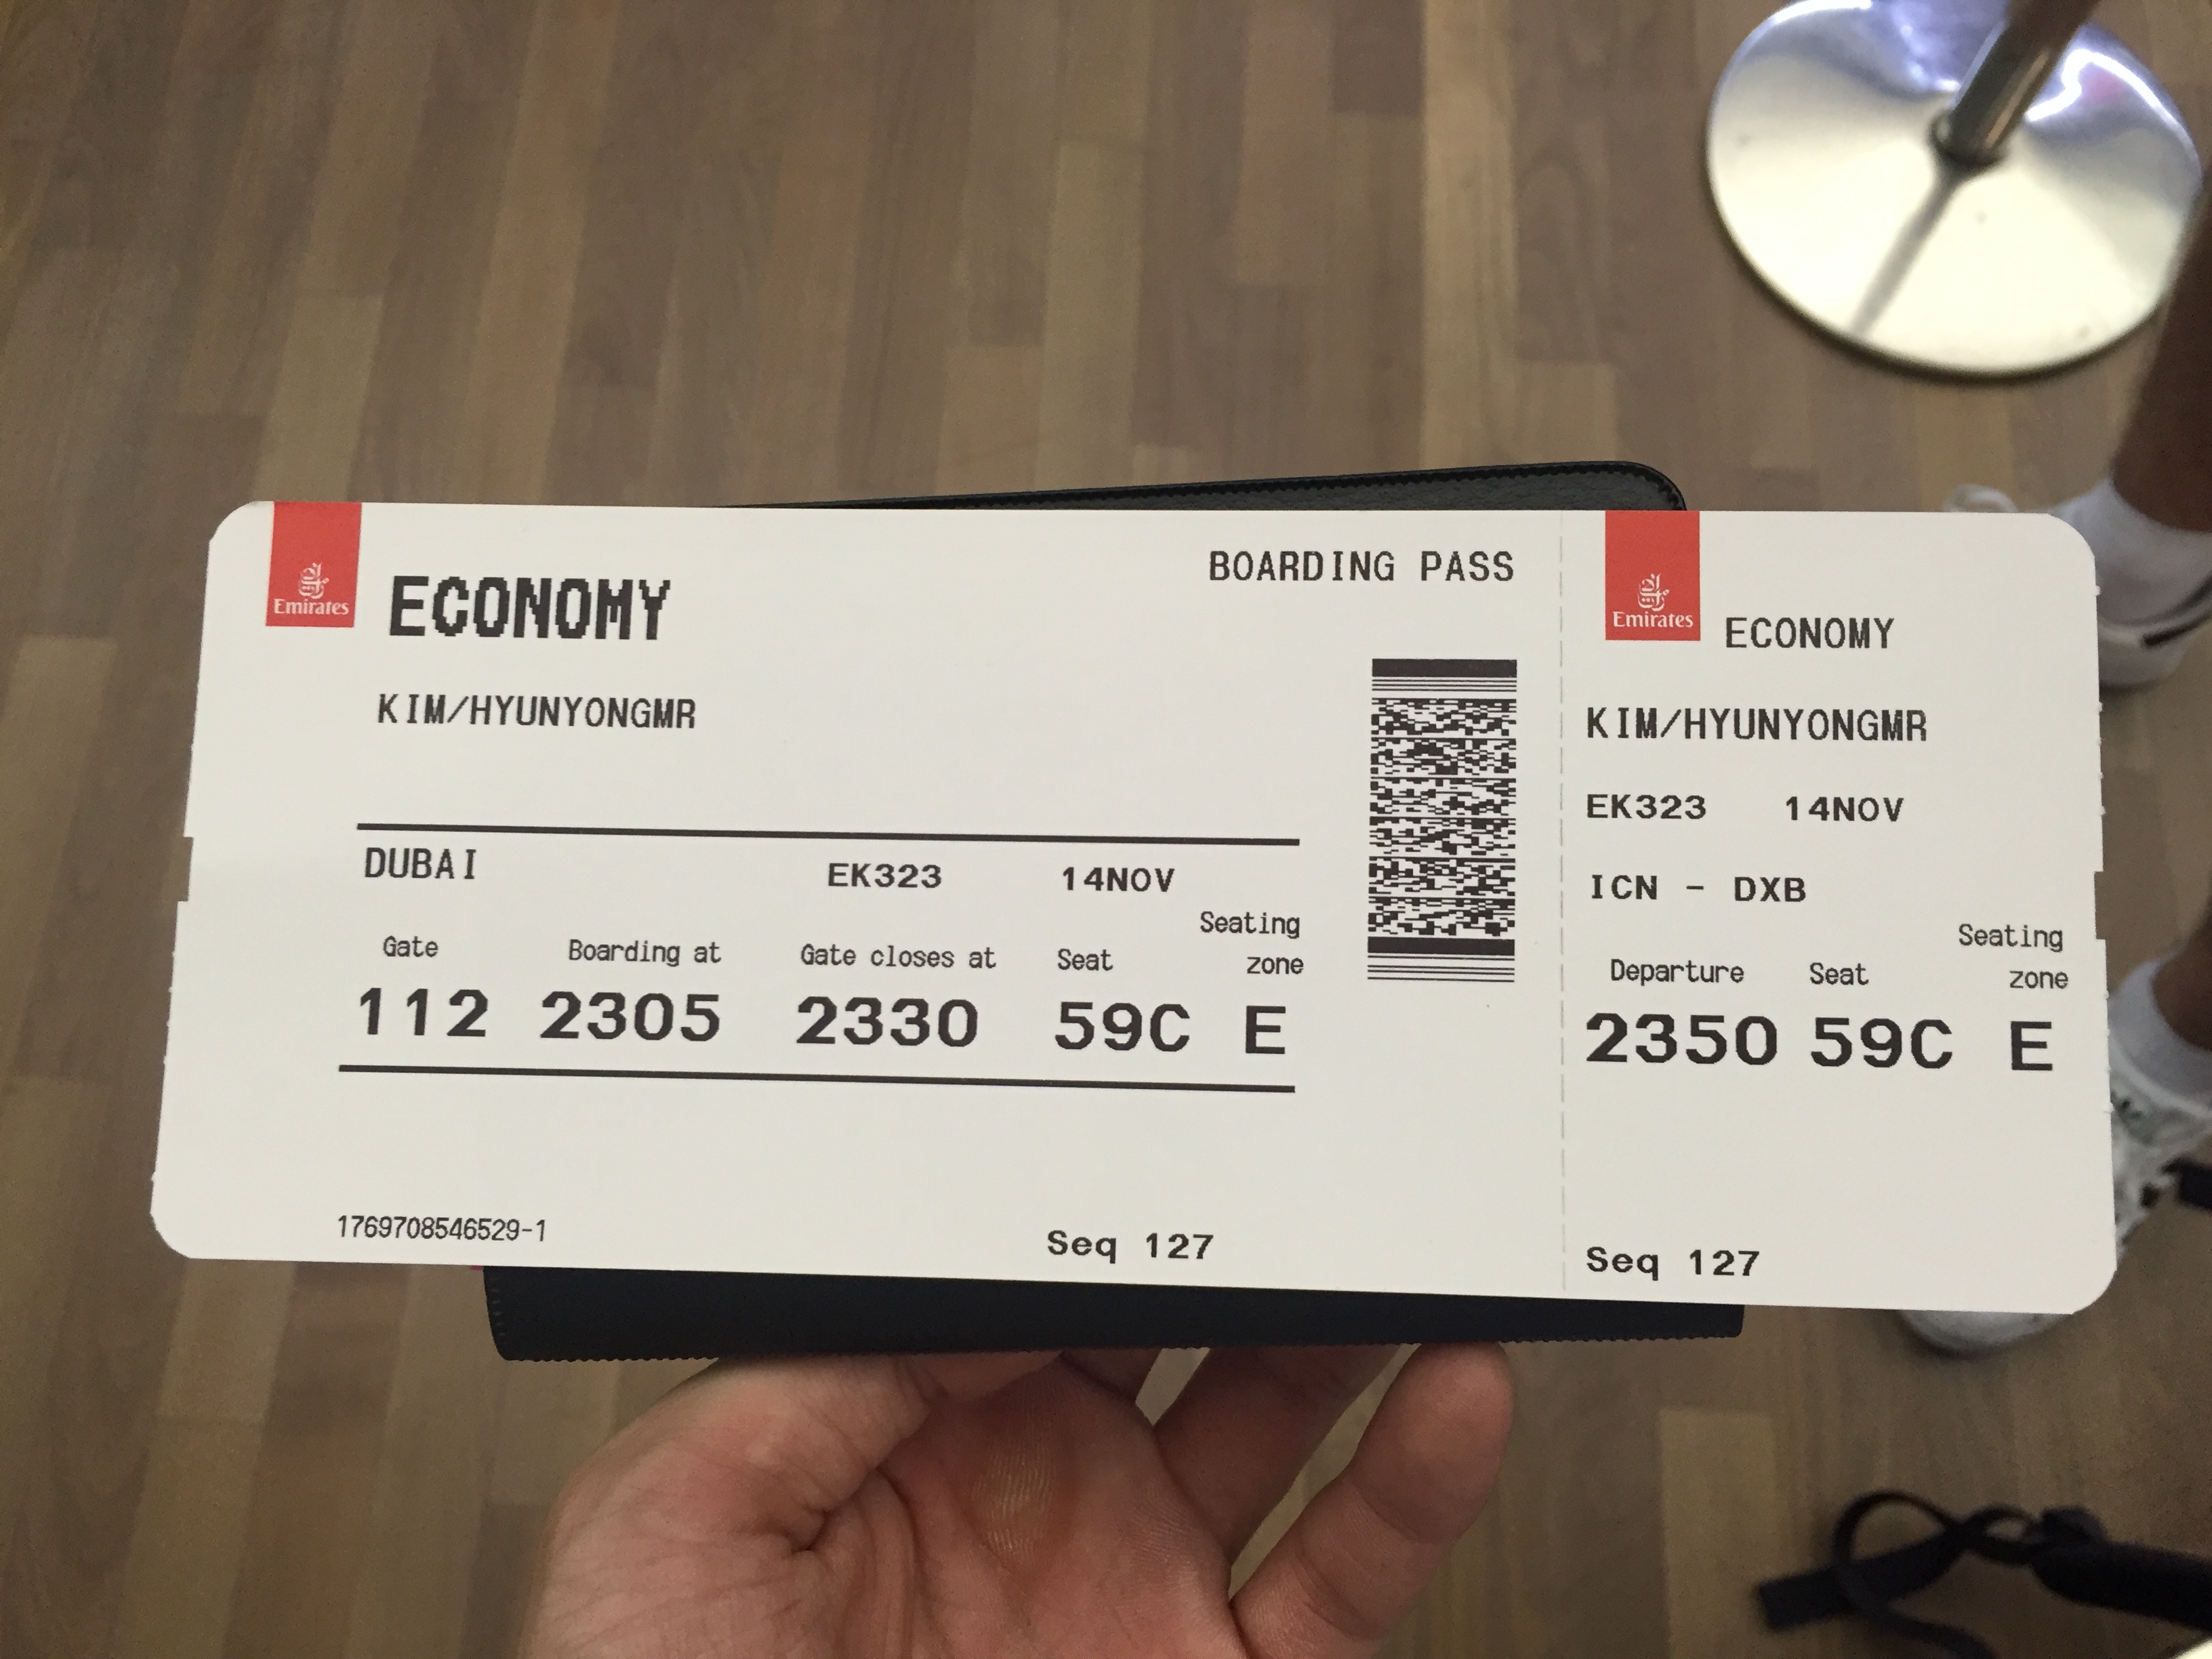 Emirates
ECONOMY
BOARDING PASS
KIM/HYUNYONGMR
DUBAI EK323 14NOV
Gate Boarding at Gate closes at Seat Seating zone
112 2305 2330 59C E
1769708546529-1 Seq 127
Emirates
ECONOMY
KIM/HYUNYONGMR
EK323 14NOV
ICN - DXB
Departure Seat Seating zone
2350 59C E
Seq 127